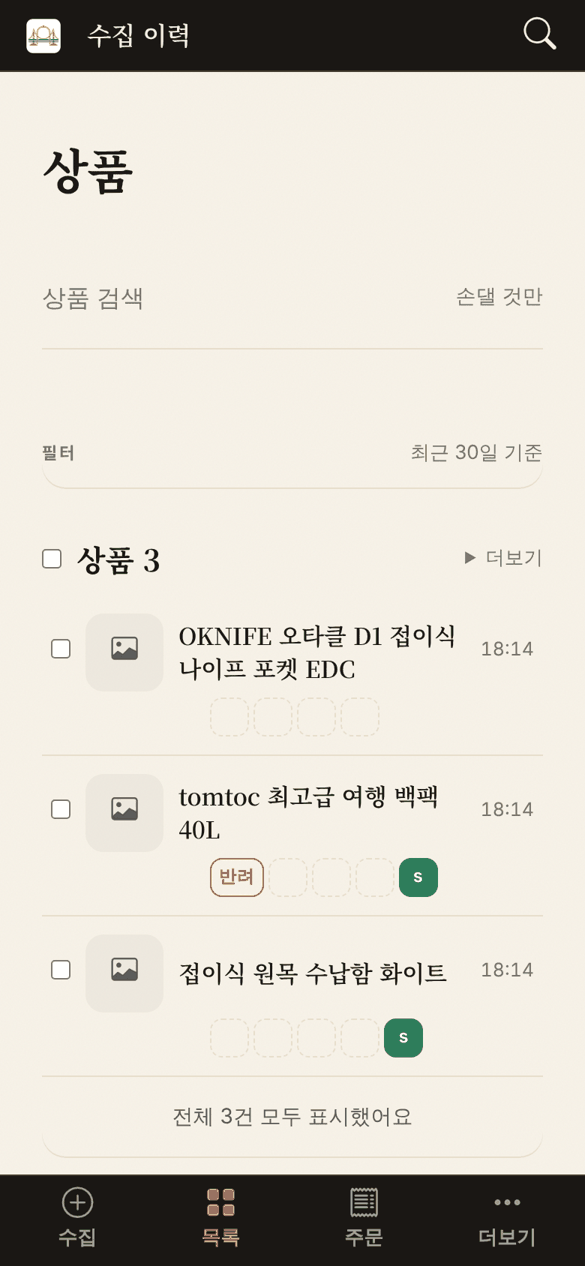 수집 이력
상품
상품 검색
손댈 것만
필터
최근 30일 기준
상품 3
▶ 더보기
OKNIFE 오타클 D1 접이식
나이프 포켓 EDC
18:14
tomtoc 최고급 여행 백팩
40L
18:14
반려
S
접이식 원목 수납함 화이트
18:14
S
전체 3건 모두 표시했어요
수집
목록
주문
더보기